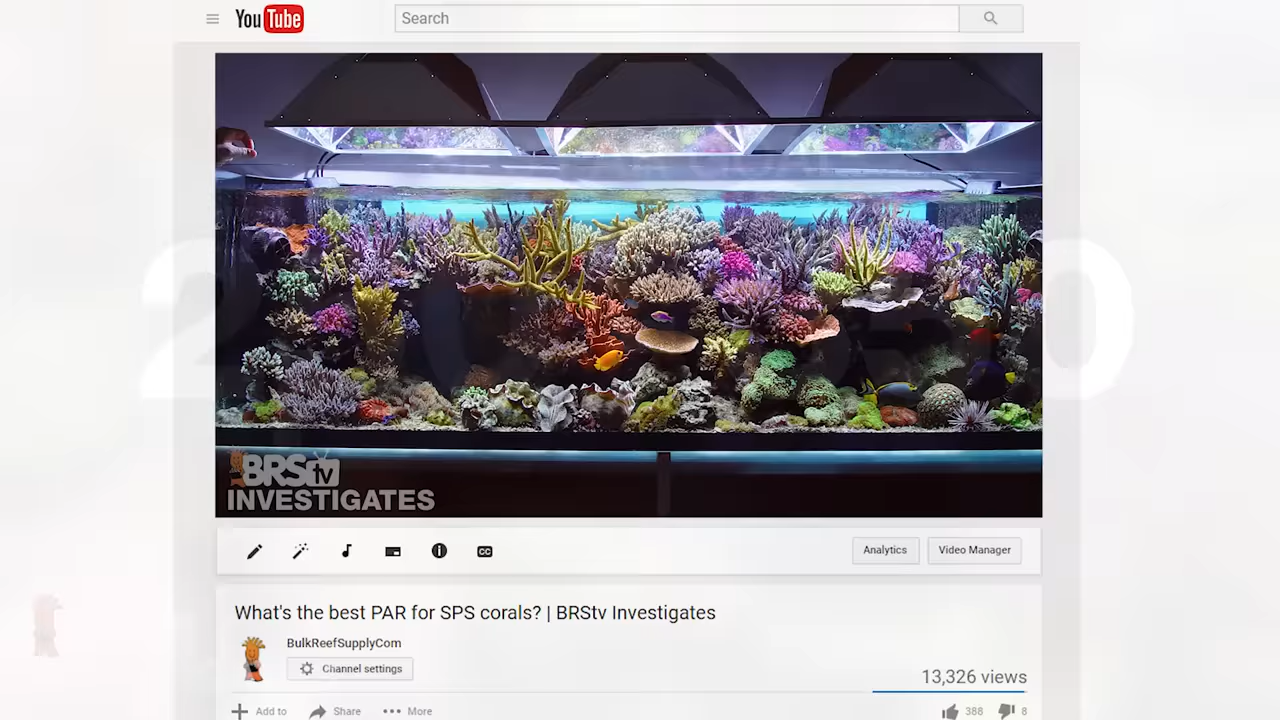 YouTube
Search
BRStv
INVESTIGATES
CC
Analytics
Video Manager
What's the best PAR for SPS corals? | BRStv Investigates
BulkReefSupplyCom
Channel settings
13,326 views
Add to
Share
More
388
8